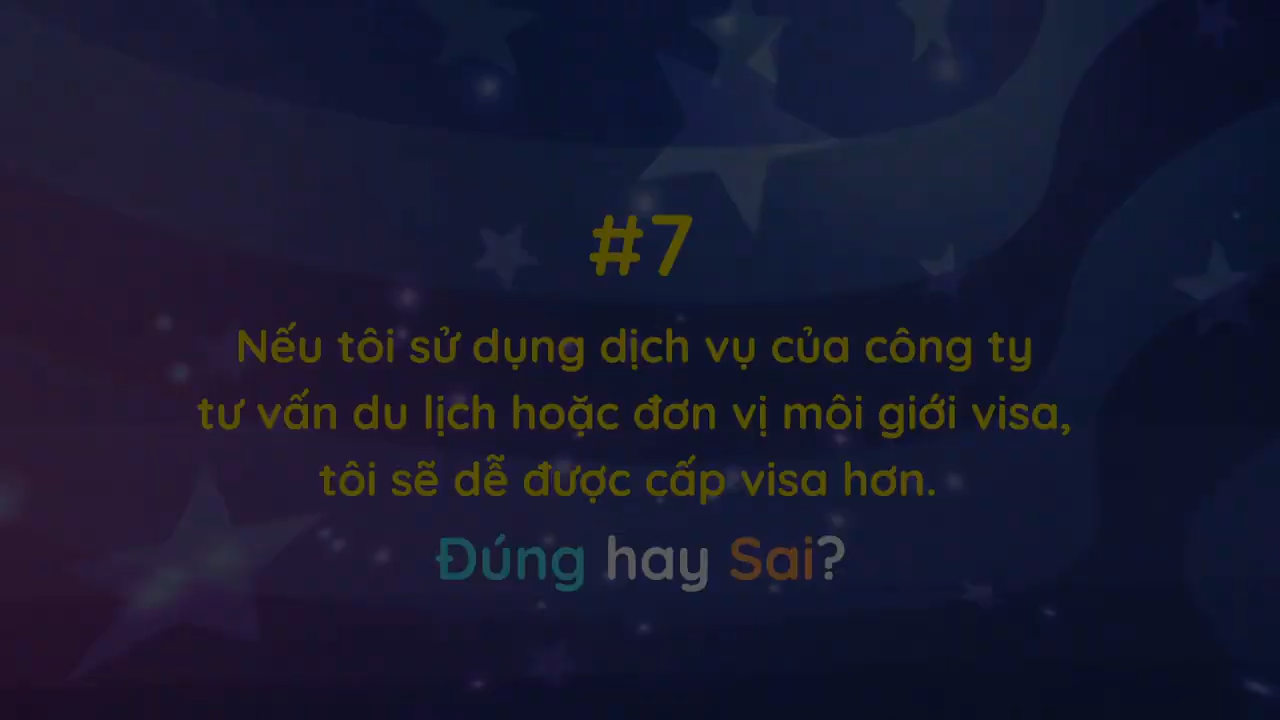 #7
Nếu tôi sử dụng dịch vụ của công ty
tư vấn du lịch hoặc đơn vị môi giới visa,
tôi sẽ dễ được cấp visa hơn.
Đúng hay Sai?